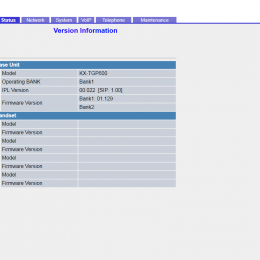 Status Network System VoIP Telephone Maintenance
Version Information
ase Unit
Model KX-TGP500
Operating BANK Bank1
IPL Version 00.022 [SIP: 1.00]
Firmware Version Bank1: 01.129
Bank2:
andset
Model
Firmware Version
Model
Firmware Version
Model
Firmware Version
Model
Firmware Version